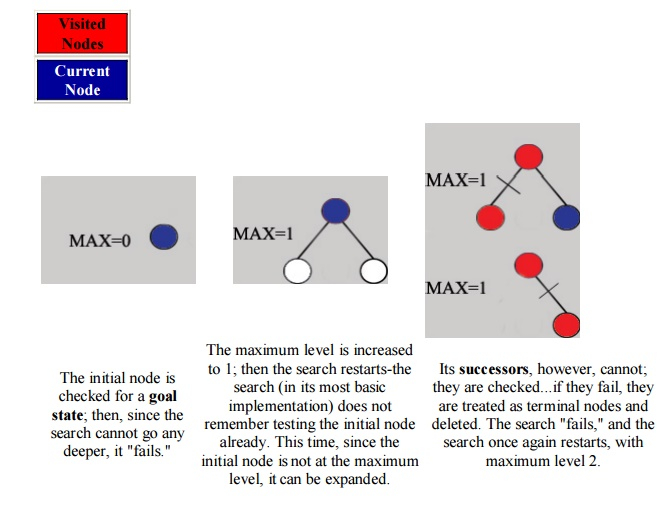 Visited
Nodes
Current
Node
MAX=0
MAX=1
MAX=1
MAX=1
The initial node is
checked for a goal
state; then, since the
search cannot go any
deeper, it "fails."
The maximum level is increased
to 1; then the search restarts-the
search (in its most basic
implementation) does not
remember testing the initial node
already. This time, since the
initial node is not at the maximum
level, it can be expanded.
Its successors, however, cannot;
they are checked...if they fail, they
are treated as terminal nodes and
deleted. The search "fails," and the
search once again restarts, with
maximum level 2.